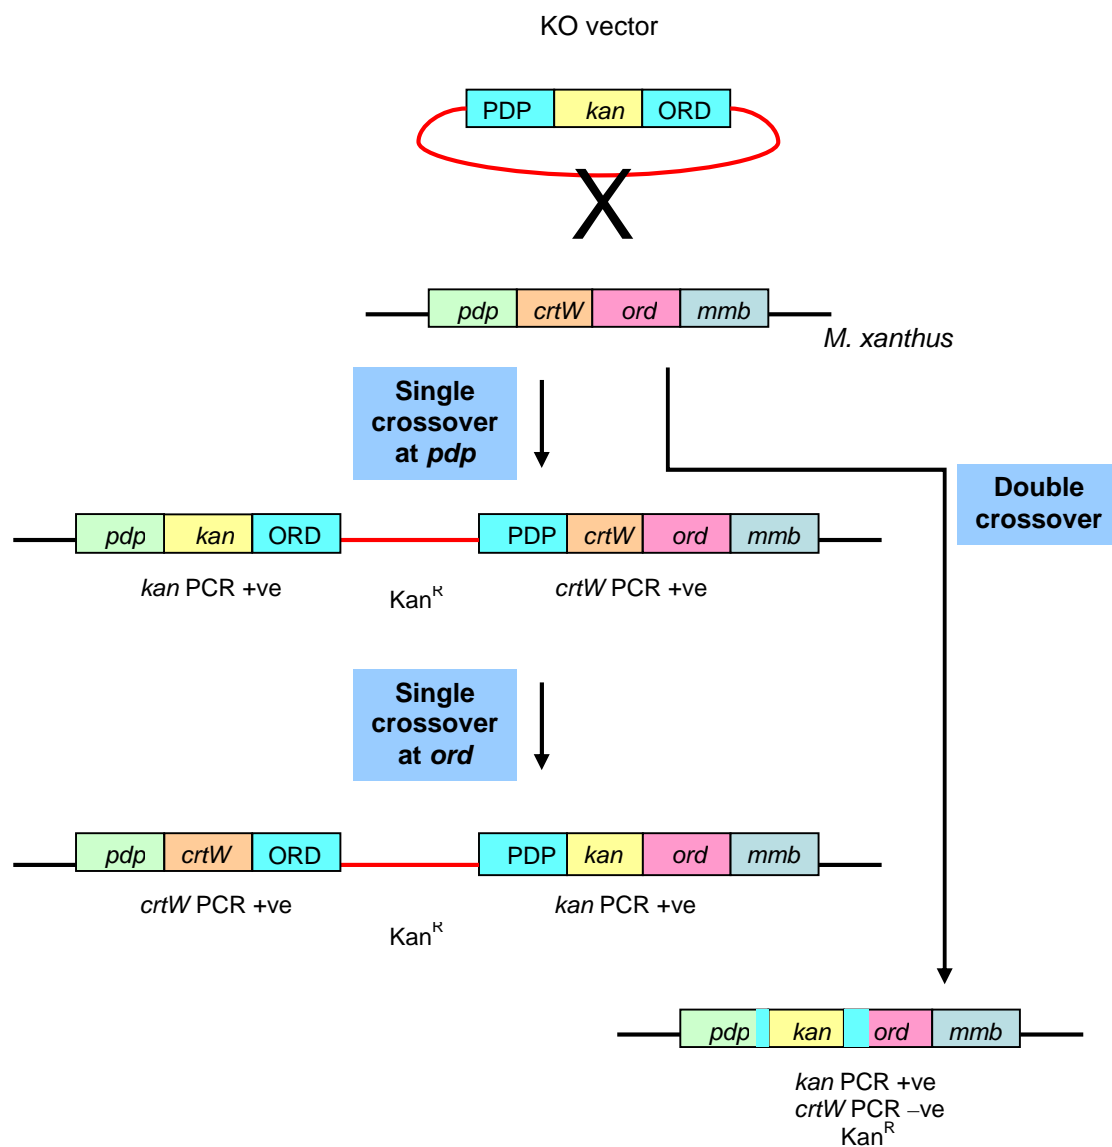 KO vector
PDP kan ORD
X
pdp crtW ord mmb
M. xanthus
Single
crossover
at pdp
Double
crossover
pdp kan ORD PDP crtW ord mmb
kan PCR +ve KanR crtW PCR +ve
Single
crossover
at ord
pdp crtW ORD PDP kan ord mmb
crtW PCR +ve KanR kan PCR +ve
pdp kan ord mmb
kan PCR +ve
crtW PCR –ve
KanR